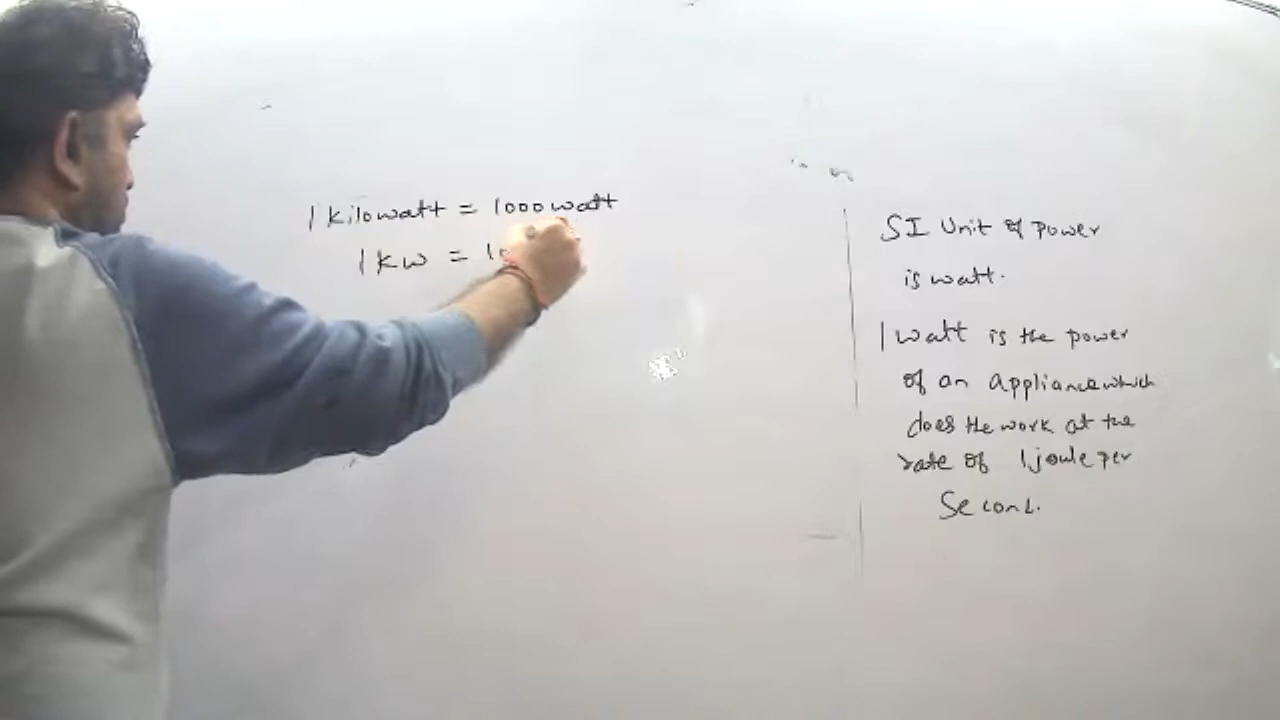 1 kilowatt = 1000 watt
1 kw = 10
SI Unit of power
is watt.
1 watt is the power
of an appliance which
does the work at the
rate of 1 joule per
Second.